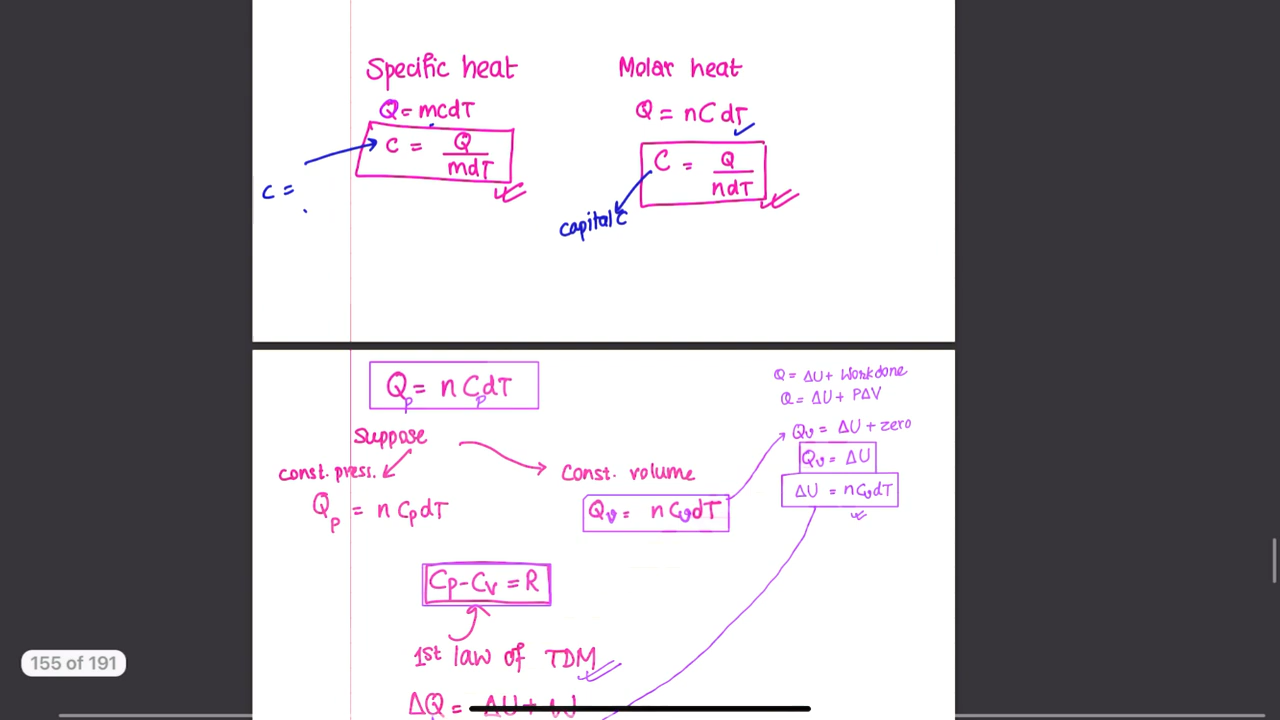 Specific heat
Molar heat
Q = mcdT
Q = nCdT
c = Q/mdT
C = Q/ndT
c =
capital C
Qp = nCpdT
Q = ΔU + Workdone
Q = ΔU + PΔV
Qv = ΔU + zero
Qv = ΔU
ΔU = nCvdT
Suppose
const. press.
Const. volume
Qp = nCpdT
Qv = nCvdT
Cp-Cv = R
1st law of TDM
ΔQ = ΔU + W
155 of 191